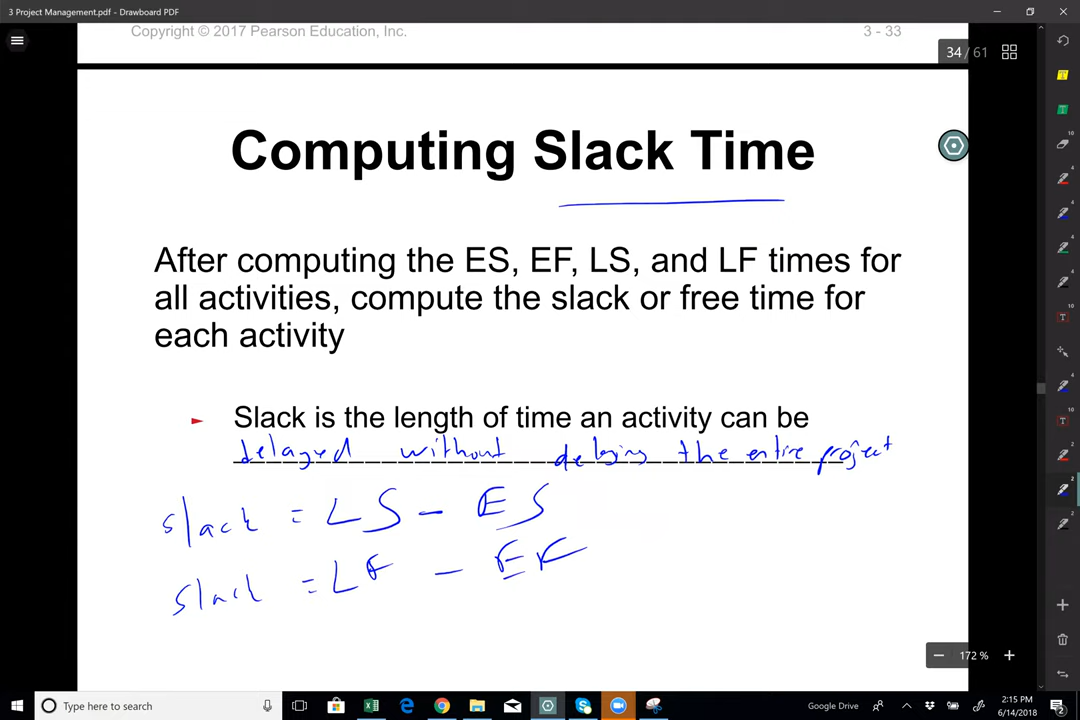 3 Project Management.pdf - Drawboard PDF
Copyright © 2017 Pearson Education, Inc. 3 - 33
34 / 61
Computing Slack Time
After computing the ES, EF, LS, and LF times for
all activities, compute the slack or free time for
each activity
► Slack is the length of time an activity can be
delayed without delaying the entire project
slack = LS - ES
slack = LF - EF
172 %
Type here to search
Google Drive
2:15 PM
6/14/2018